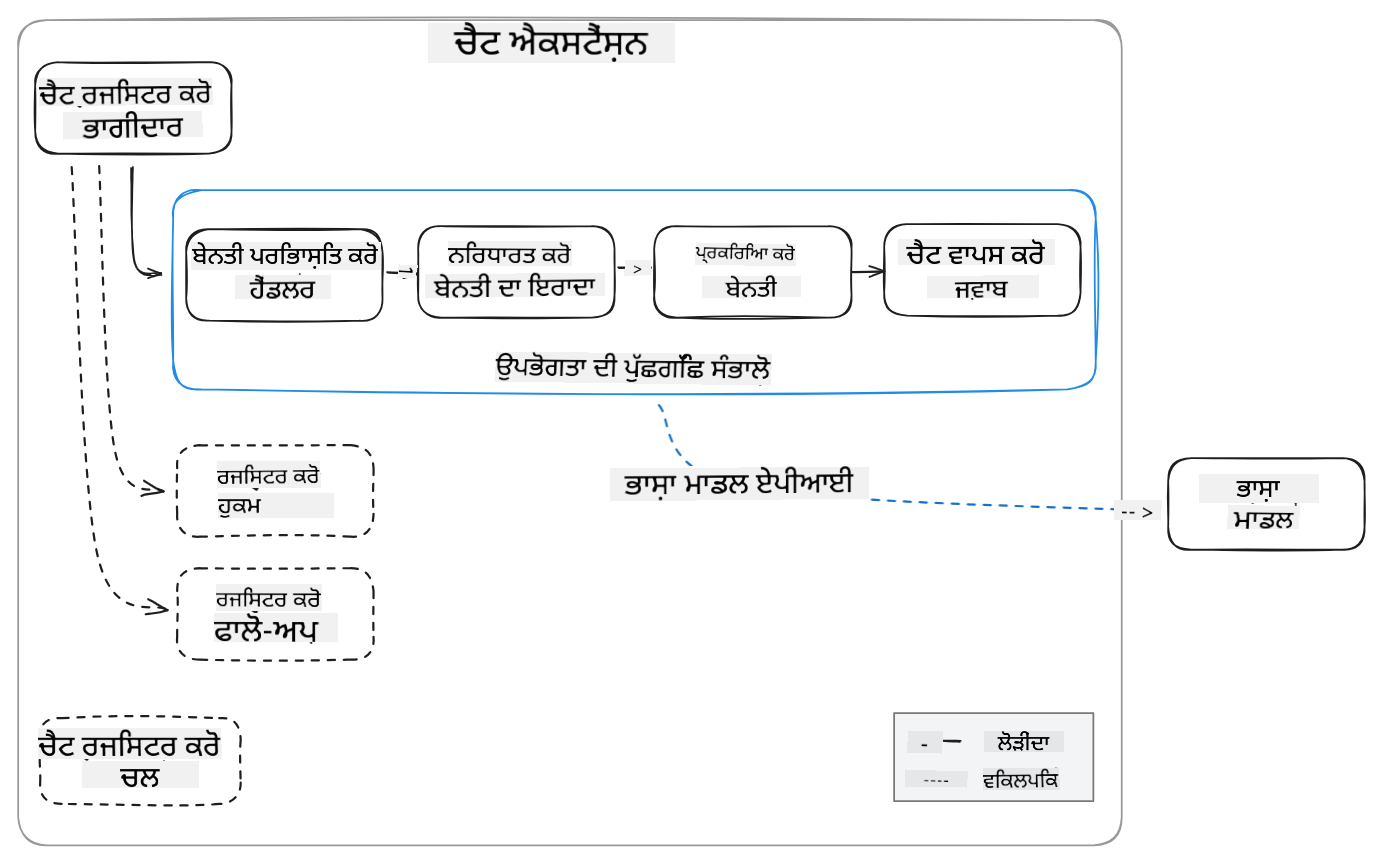 ਚੈਟ ਐਕਸਟੈਂਸ਼ਨ
ਚੈਟ ਰਜਿਸਟਰ ਕਰੋ
ਭਾਗੀਦਾਰ
ਬੇਨਤੀ ਪਰਿਭਾਸ਼ਿਤ ਕਰੋ
ਹੈਂਡਲਰ
ਨਿਰਧਾਰਤ ਕਰੋ
ਬੇਨਤੀ ਦਾ ਇਰਾਦਾ
>
ਪ੍ਰਕਿਰਿਆ ਕਰੋ
ਬੇਨਤੀ
ਚੈਟ ਵਾਪਸ ਕਰੋ
ਜਵਾਬ
ਉਪਭੋਗਤਾ ਦੀ ਪੁੱਛਗਿੱਛ ਸੰਭਾਲੋ
ਰਜਿਸਟਰ ਕਰੋ
ਹੁਕਮ
ਭਾਸ਼ਾ ਮਾਡਲ ਏਪੀਆਈ
-- >
ਭਾਸ਼ਾ
ਮਾਡਲ
ਰਜਿਸਟਰ ਕਰੋ
ਫਾਲੋ-ਅਪ
ਚੈਟ ਰਜਿਸਟਰ ਕਰੋ
ਚਲ
- ਲੋੜੀਦਾ
---- ਵਿਕਲਪਿਕ